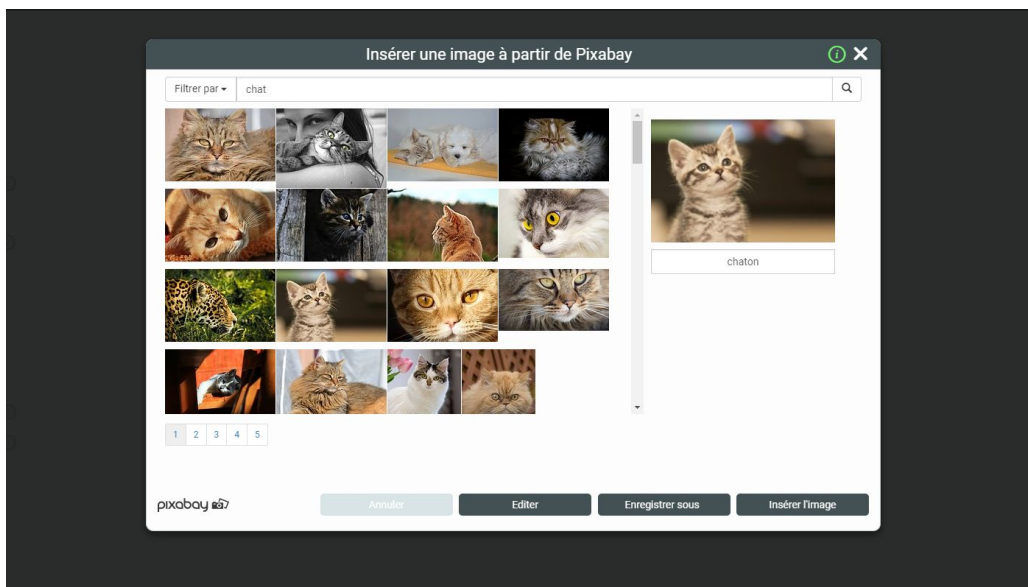 Insérer une image à partir de Pixabay
Filtrer par chat
chaton
1 2 3 4 5
pixabay Annuler Editer Enregistrer sous Insérer l'image